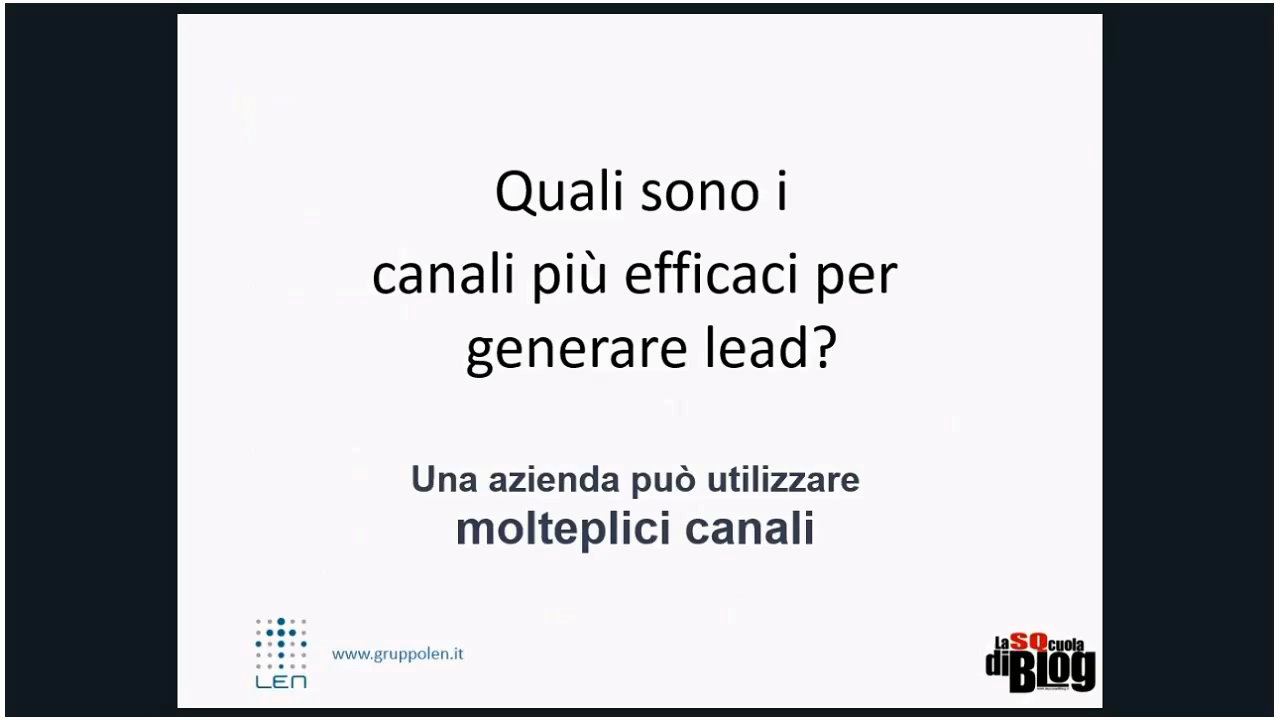 Quali sono i
canali più efficaci per
generare lead?
Una azienda può utilizzare
molteplici canali
www.gruppolen.it
LEN
La SQcuola
di BLog